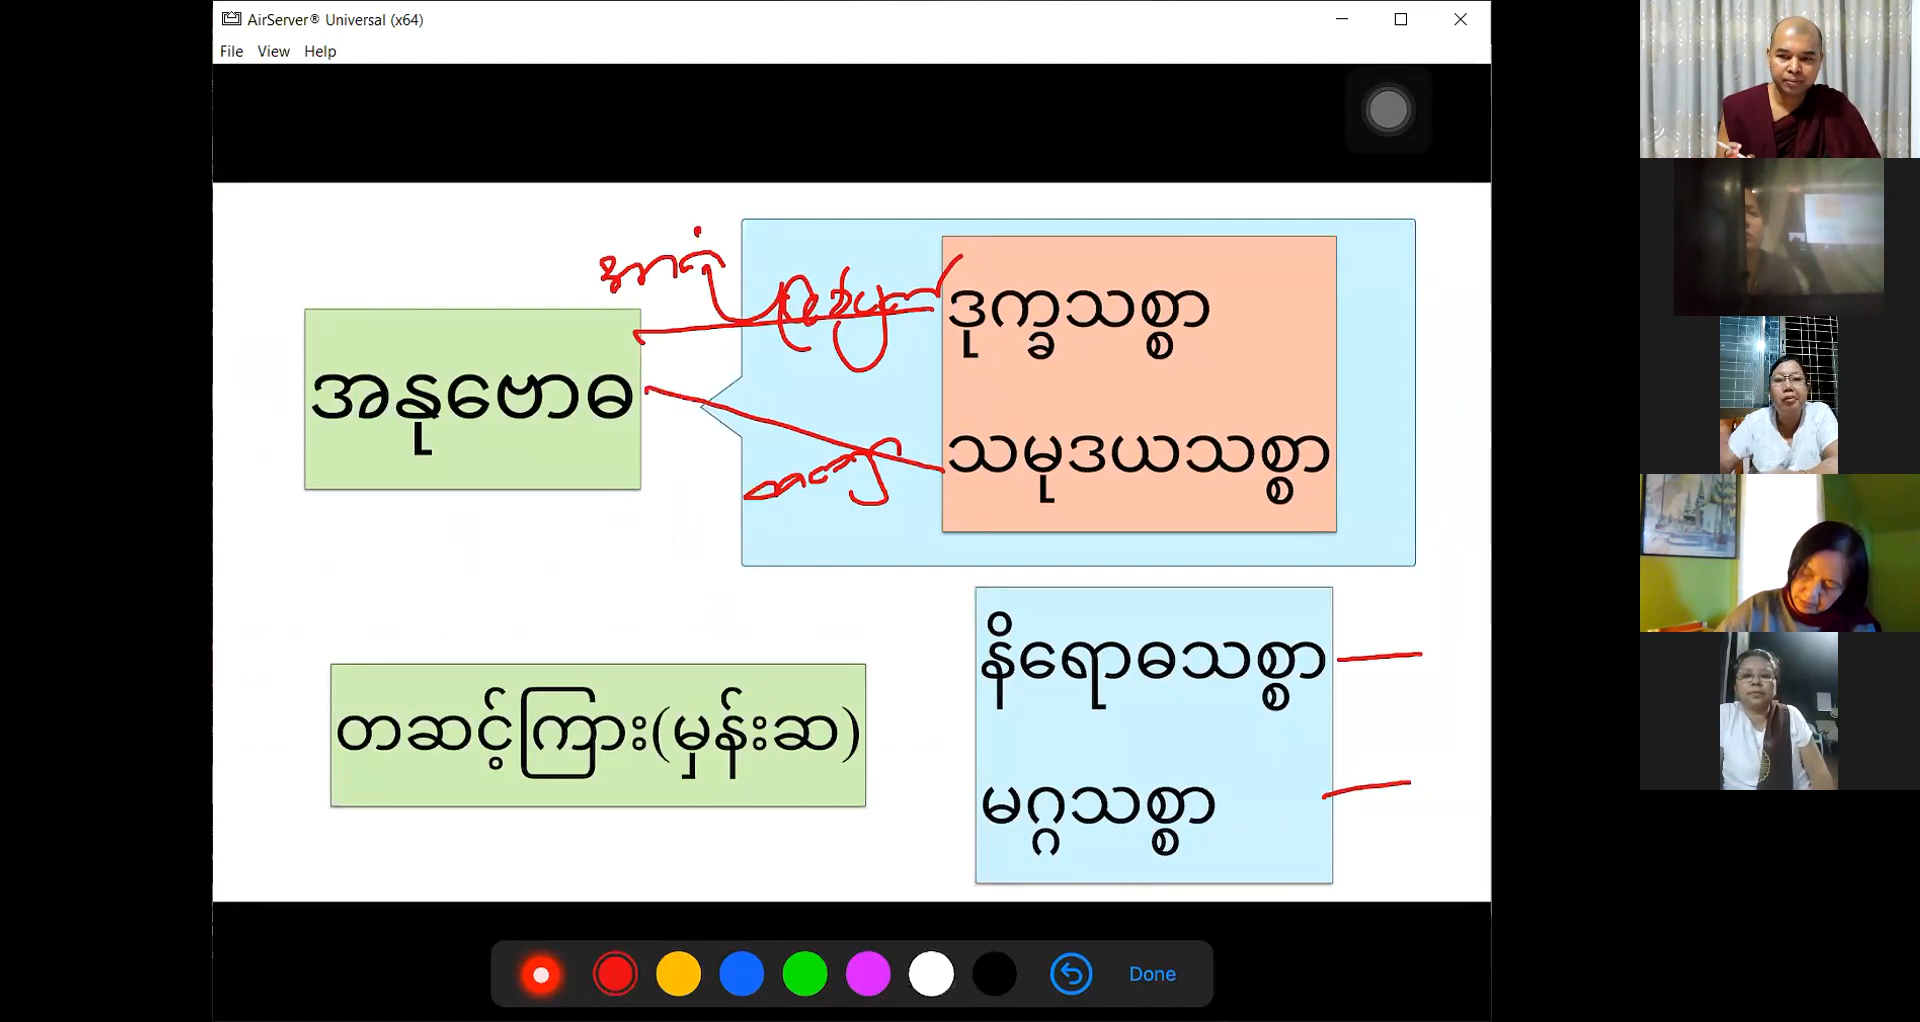 AirServer® Universal (x64)
File View Help
အနုဗောဓ
ဒုက္ခသစ္စာ
သမုဒယသစ္စာ
တဆင့်ကြား(မှန်းဆ)
နိရောဓသစ္စာ
မဂ္ဂသစ္စာ
Done